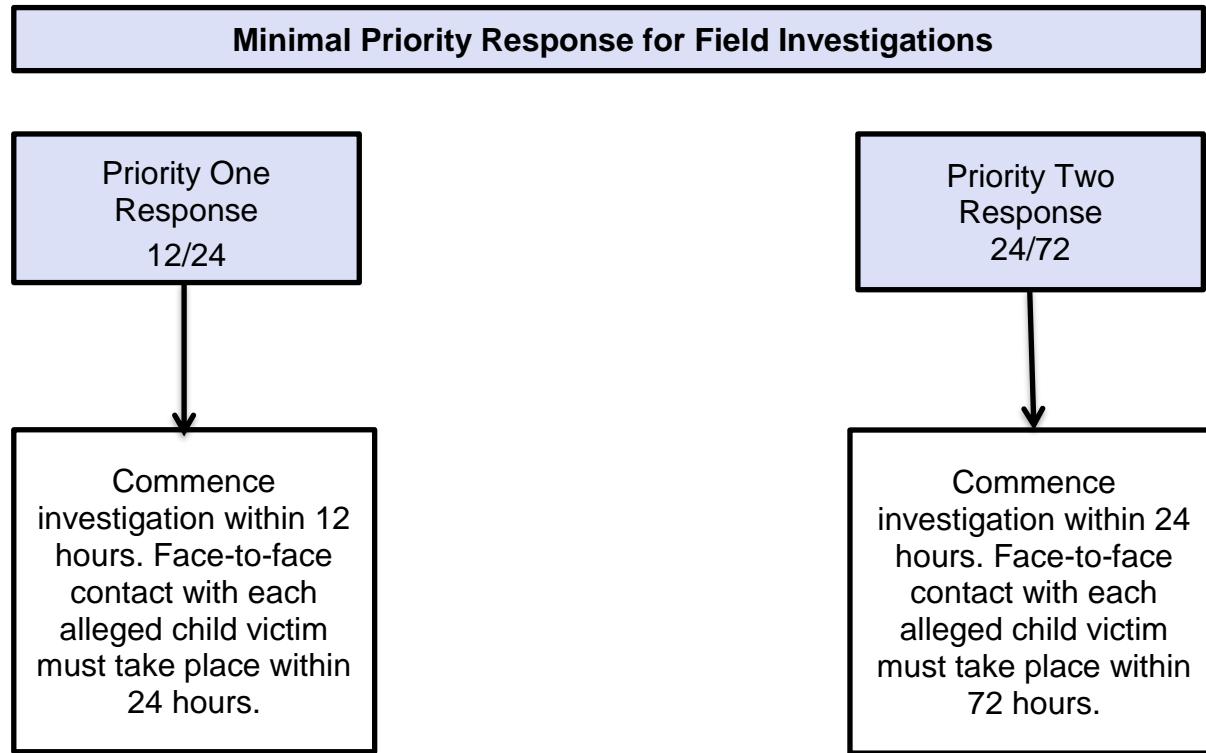 Minimal Priority Response for Field Investigations
Priority One
Response
12/24
Priority Two
Response
24/72
Commence
investigation within 12
hours. Face-to-face
contact with each
alleged child victim
must take place within
24 hours.
Commence
investigation within 24
hours. Face-to-face
contact with each
alleged child victim
must take place within
72 hours.